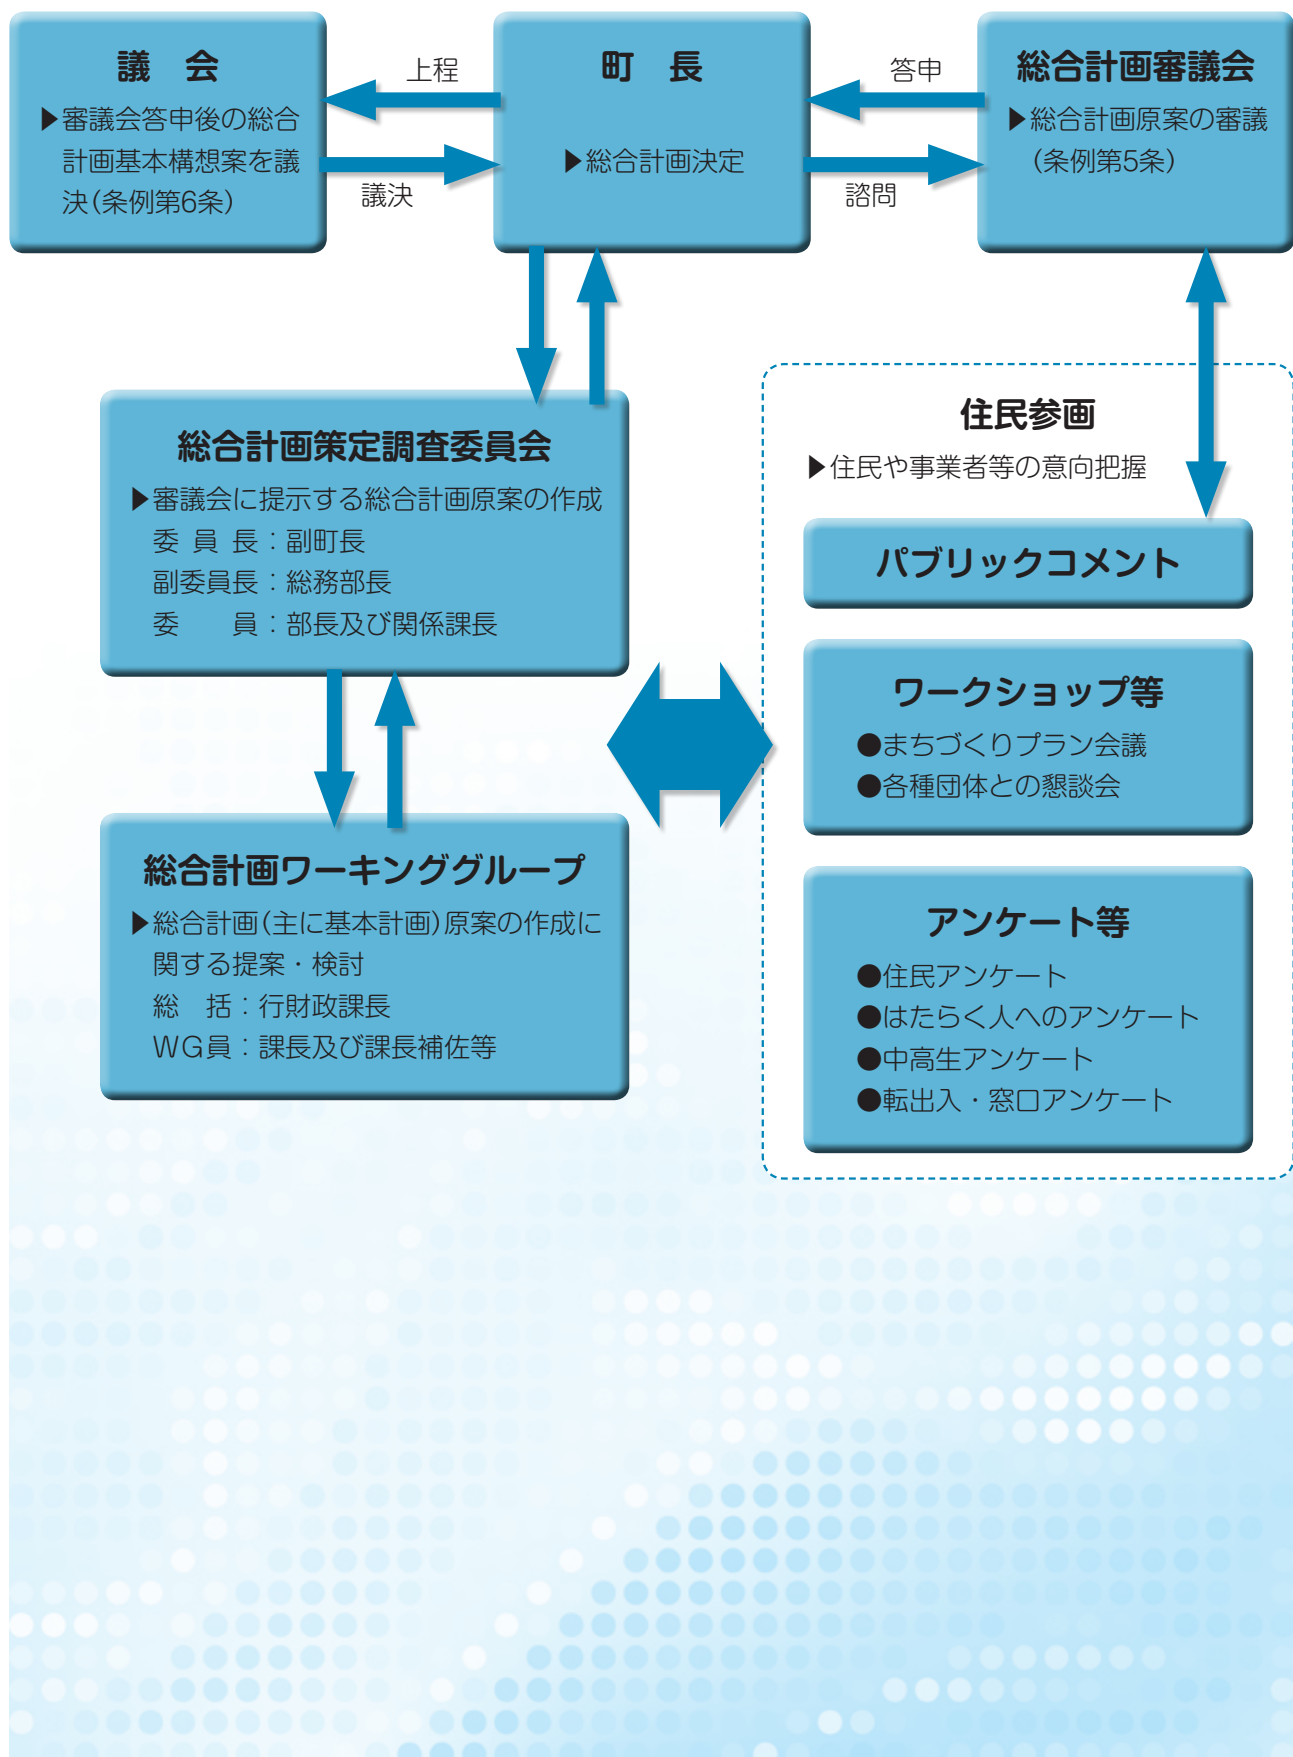 議　会
▶審議会答申後の総合
計画基本構想案を議
決（条例第6条）
上程
議決
町　長
▶総合計画決定
答申
諮問
総合計画審議会
▶総合計画原案の審議
（条例第5条）
総合計画策定調査委員会
▶審議会に提示する総合計画原案の作成
委 員 長：副町長
副委員長：総務部長
委　　員：部長及び関係課長
総合計画ワーキンググループ
▶総合計画（主に基本計画）原案の作成に
関する提案・検討
総　括：行財政課長
WG員：課長及び課長補佐等
住民参画
▶住民や事業者等の意向把握
パブリックコメント
ワークショップ等
●まちづくりプラン会議
●各種団体との懇談会
アンケート等
●住民アンケート
●はたらく人へのアンケート
●中高生アンケート
●転出入・窓口アンケート